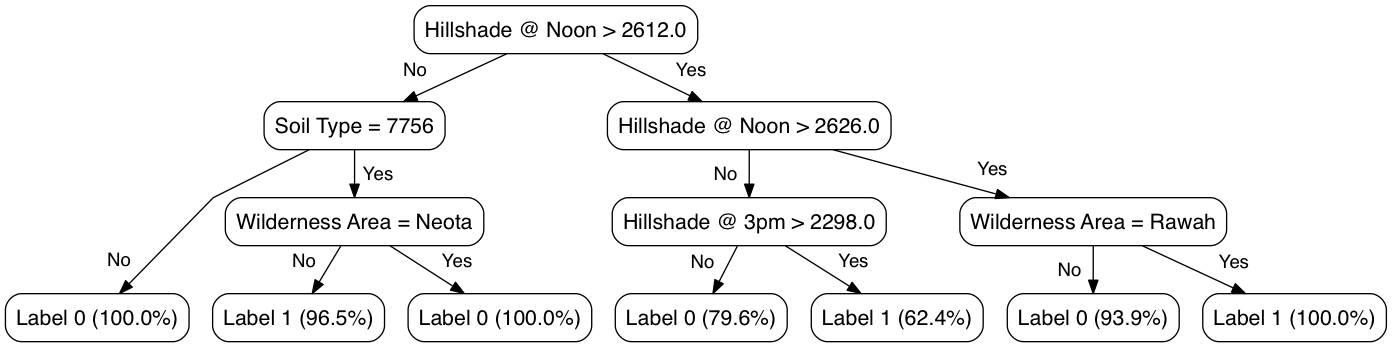 Hillshade @ Noon > 2612.0
No
Yes
Soil Type = 7756
Hillshade @ Noon > 2626.0
Yes
No
Yes
Wilderness Area = Neota
Hillshade @ 3pm > 2298.0
Wilderness Area = Rawah
No
No
Yes
No
Yes
No
Yes
Label 0 (100.0%)
Label 1 (96.5%)
Label 0 (100.0%)
Label 0 (79.6%)
Label 1 (62.4%)
Label 0 (93.9%)
Label 1 (100.0%)